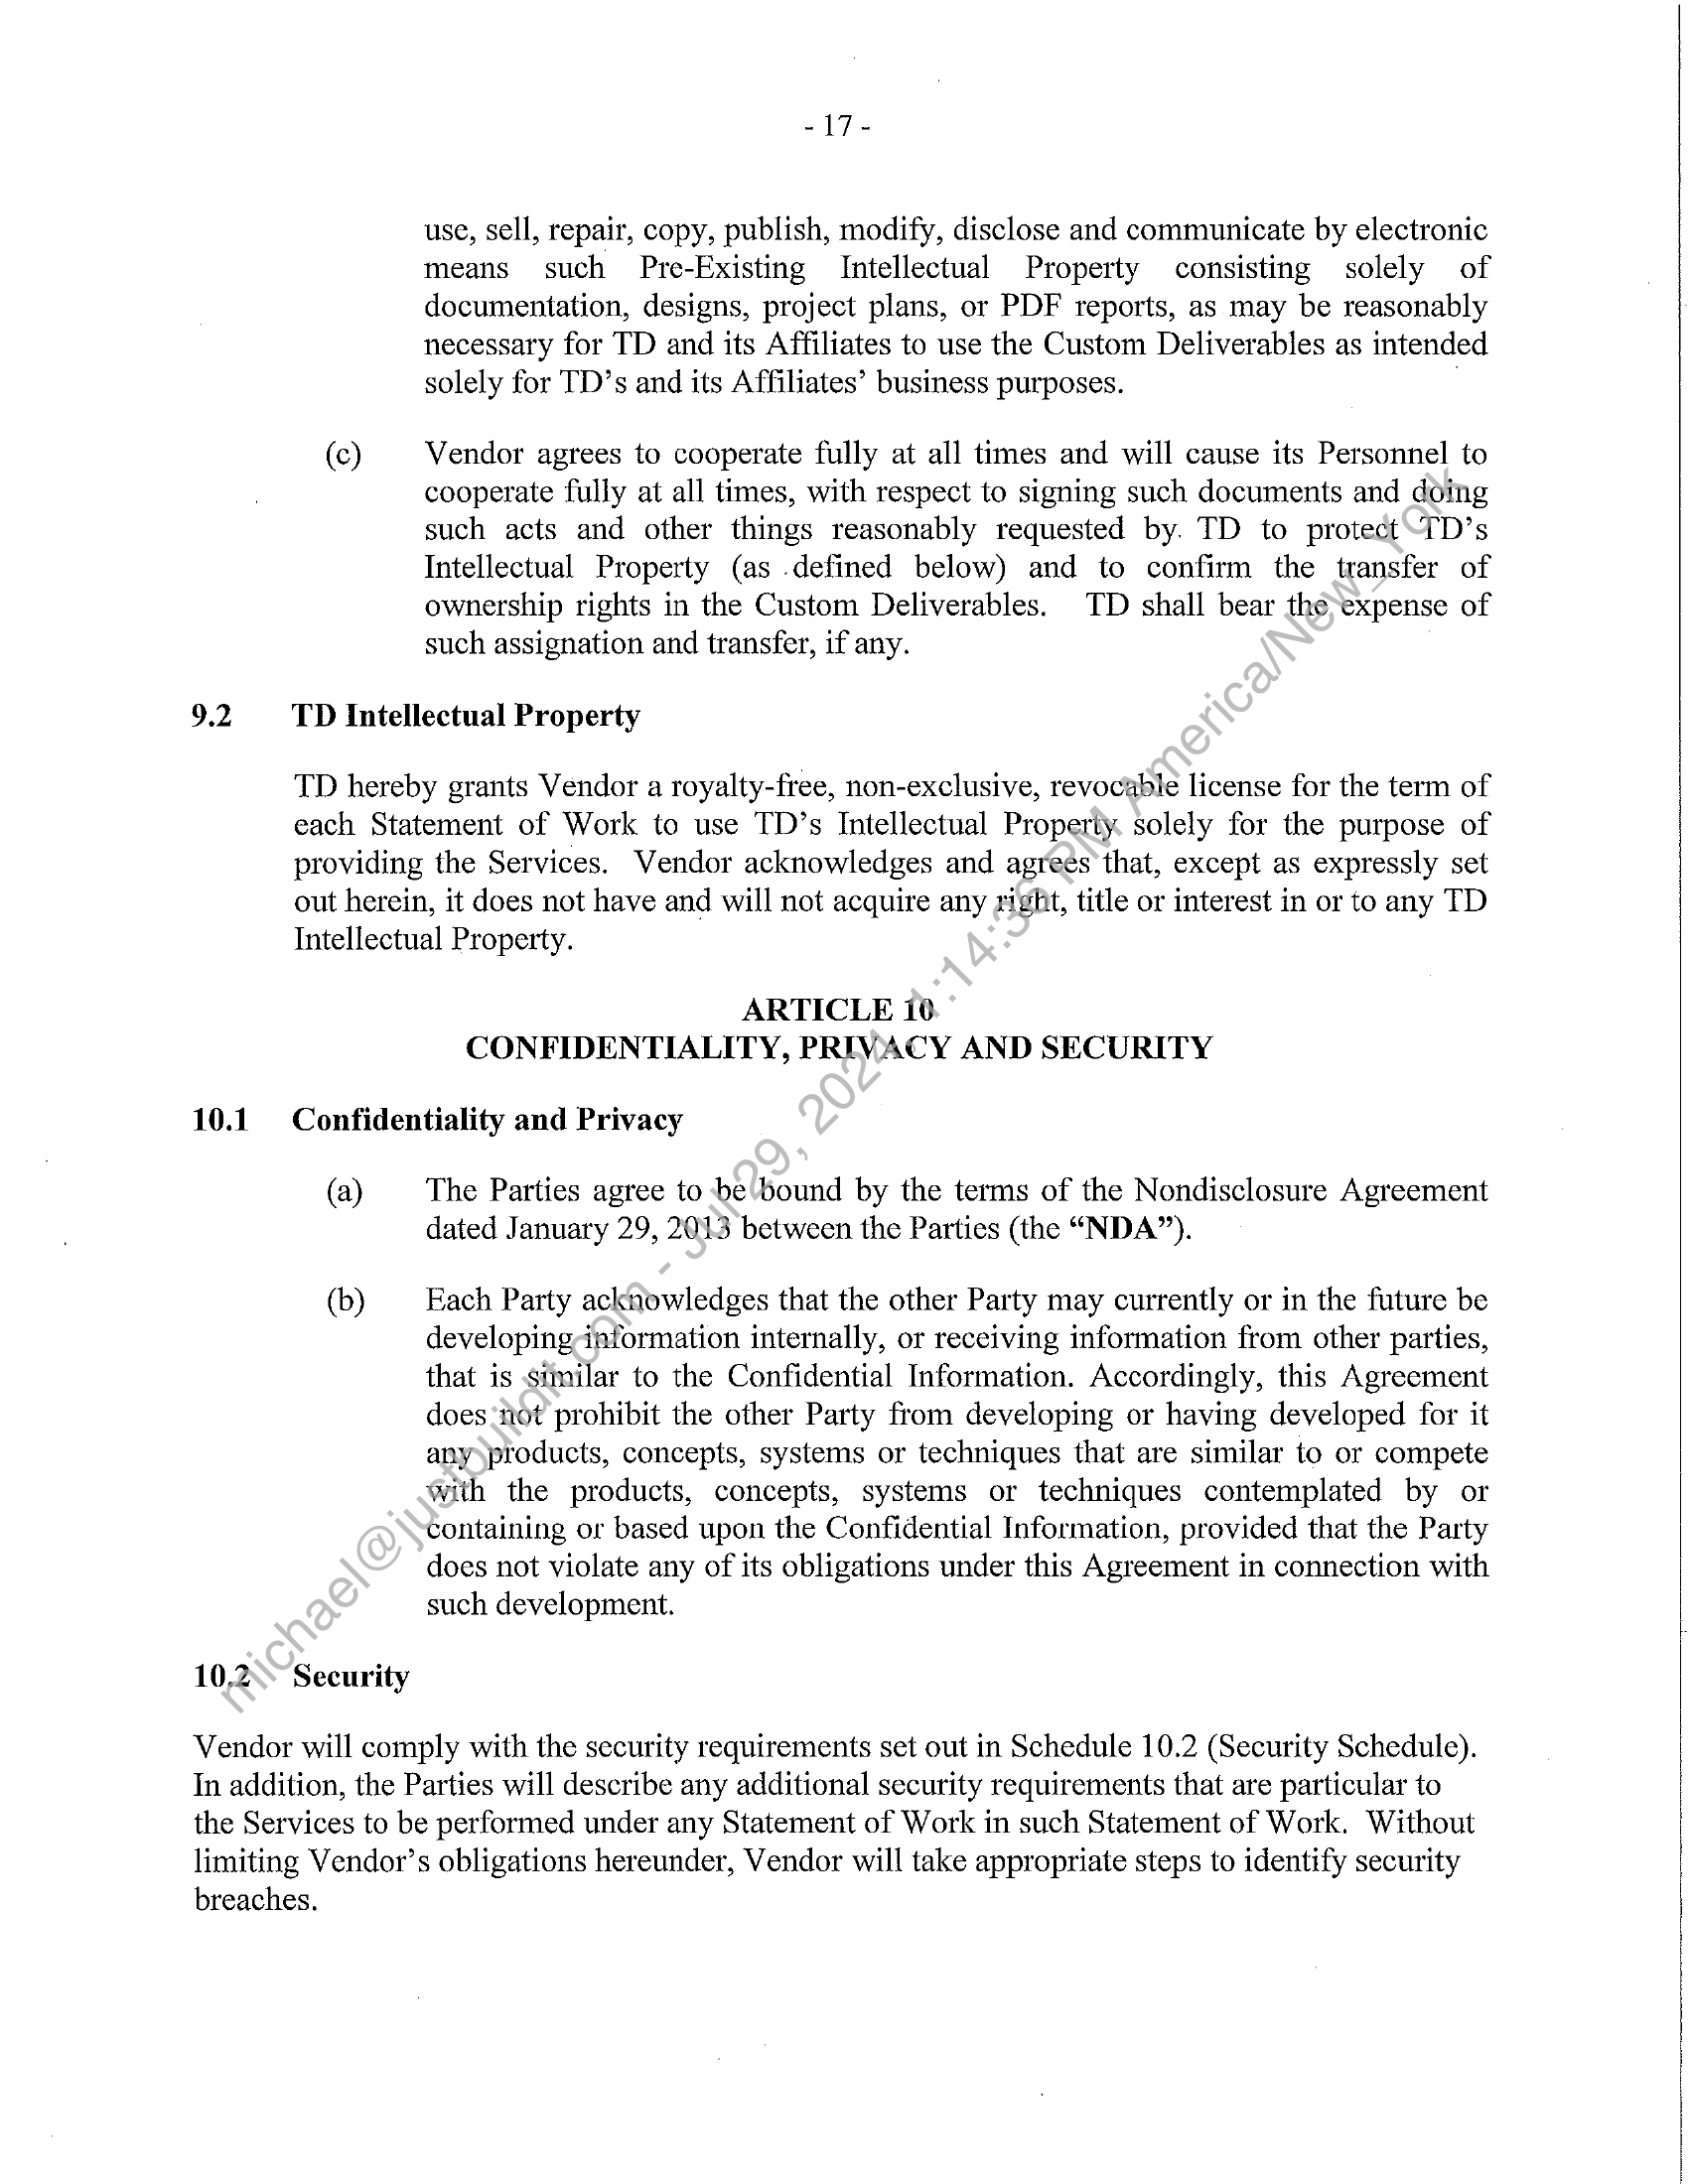 - 17 -
use, sell, repair, copy, publish, modify, disclose and communicate by electronic
means such Pre-Existing Intellectual Property consisting solely of
documentation, designs, project plans, or PDF reports, as may be reasonably
necessary for TD and its Affiliates to use the Custom Deliverables as intended
solely for TD's and its Affiliates' business purposes.
(c) Vendor agrees to cooperate fully at all times and will cause its Personnel to
cooperate fully at all times, with respect to signing such documents and doing
such acts and other things reasonably requested by. TD to protect TD's
Intellectual Property (as defined below) and to confirm the transfer of
ownership rights in the Custom Deliverables. TD shall bear the expense of
such assignation and transfer, if any.
9.2 TD Intellectual Property
TD hereby grants Vendor a royalty-free, non-exclusive, revocable license for the term of
each Statement of Work to use TD's Intellectual Property solely for the purpose of
providing the Services. Vendor acknowledges and agrees that, except as expressly set
out herein, it does not have and will not acquire any right, title or interest in or to any TD
Intellectual Property.
ARTICLE 10
CONFIDENTIALITY, PRIVACY AND SECURITY
10.1 Confidentiality and Privacy
(a) The Parties agree to be bound by the terms of the Nondisclosure Agreement
dated January 29, 2013 between the Parties (the “NDA”).
(b) Each Party acknowledges that the other Party may currently or in the future be
developing information internally, or receiving information from other parties,
that is similar to the Confidential Information. Accordingly, this Agreement
does not prohibit the other Party from developing or having developed for it
any products, concepts, systems or techniques that are similar to or compete
with the products, concepts, systems or techniques contemplated by or
containing or based upon the Confidential Information, provided that the Party
does not violate any of its obligations under this Agreement in connection with
such development.
10.2 Security
Vendor will comply with the security requirements set out in Schedule 10.2 (Security Schedule).
In addition, the Parties will describe any additional security requirements that are particular to
the Services to be performed under any Statement of Work in such Statement of Work. Without
limiting Vendor's obligations hereunder, Vendor will take appropriate steps to identify security
breaches.
michael@justbuildit.com - Jul 29, 2024, 1:14:36 PM America/New_York